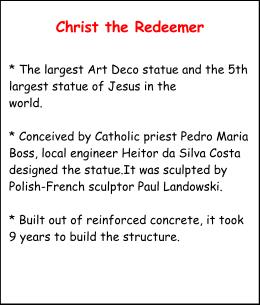 Christ the Redeemer
* The largest Art Deco statue and the 5th
largest statue of Jesus in the
world.
* Conceived by Catholic priest Pedro Maria
Boss, local engineer Heitor da Silva Costa
designed the statue.It was sculpted by
Polish-French sculptor Paul Landowski.
* Built out of reinforced concrete, it took
9 years to build the structure.